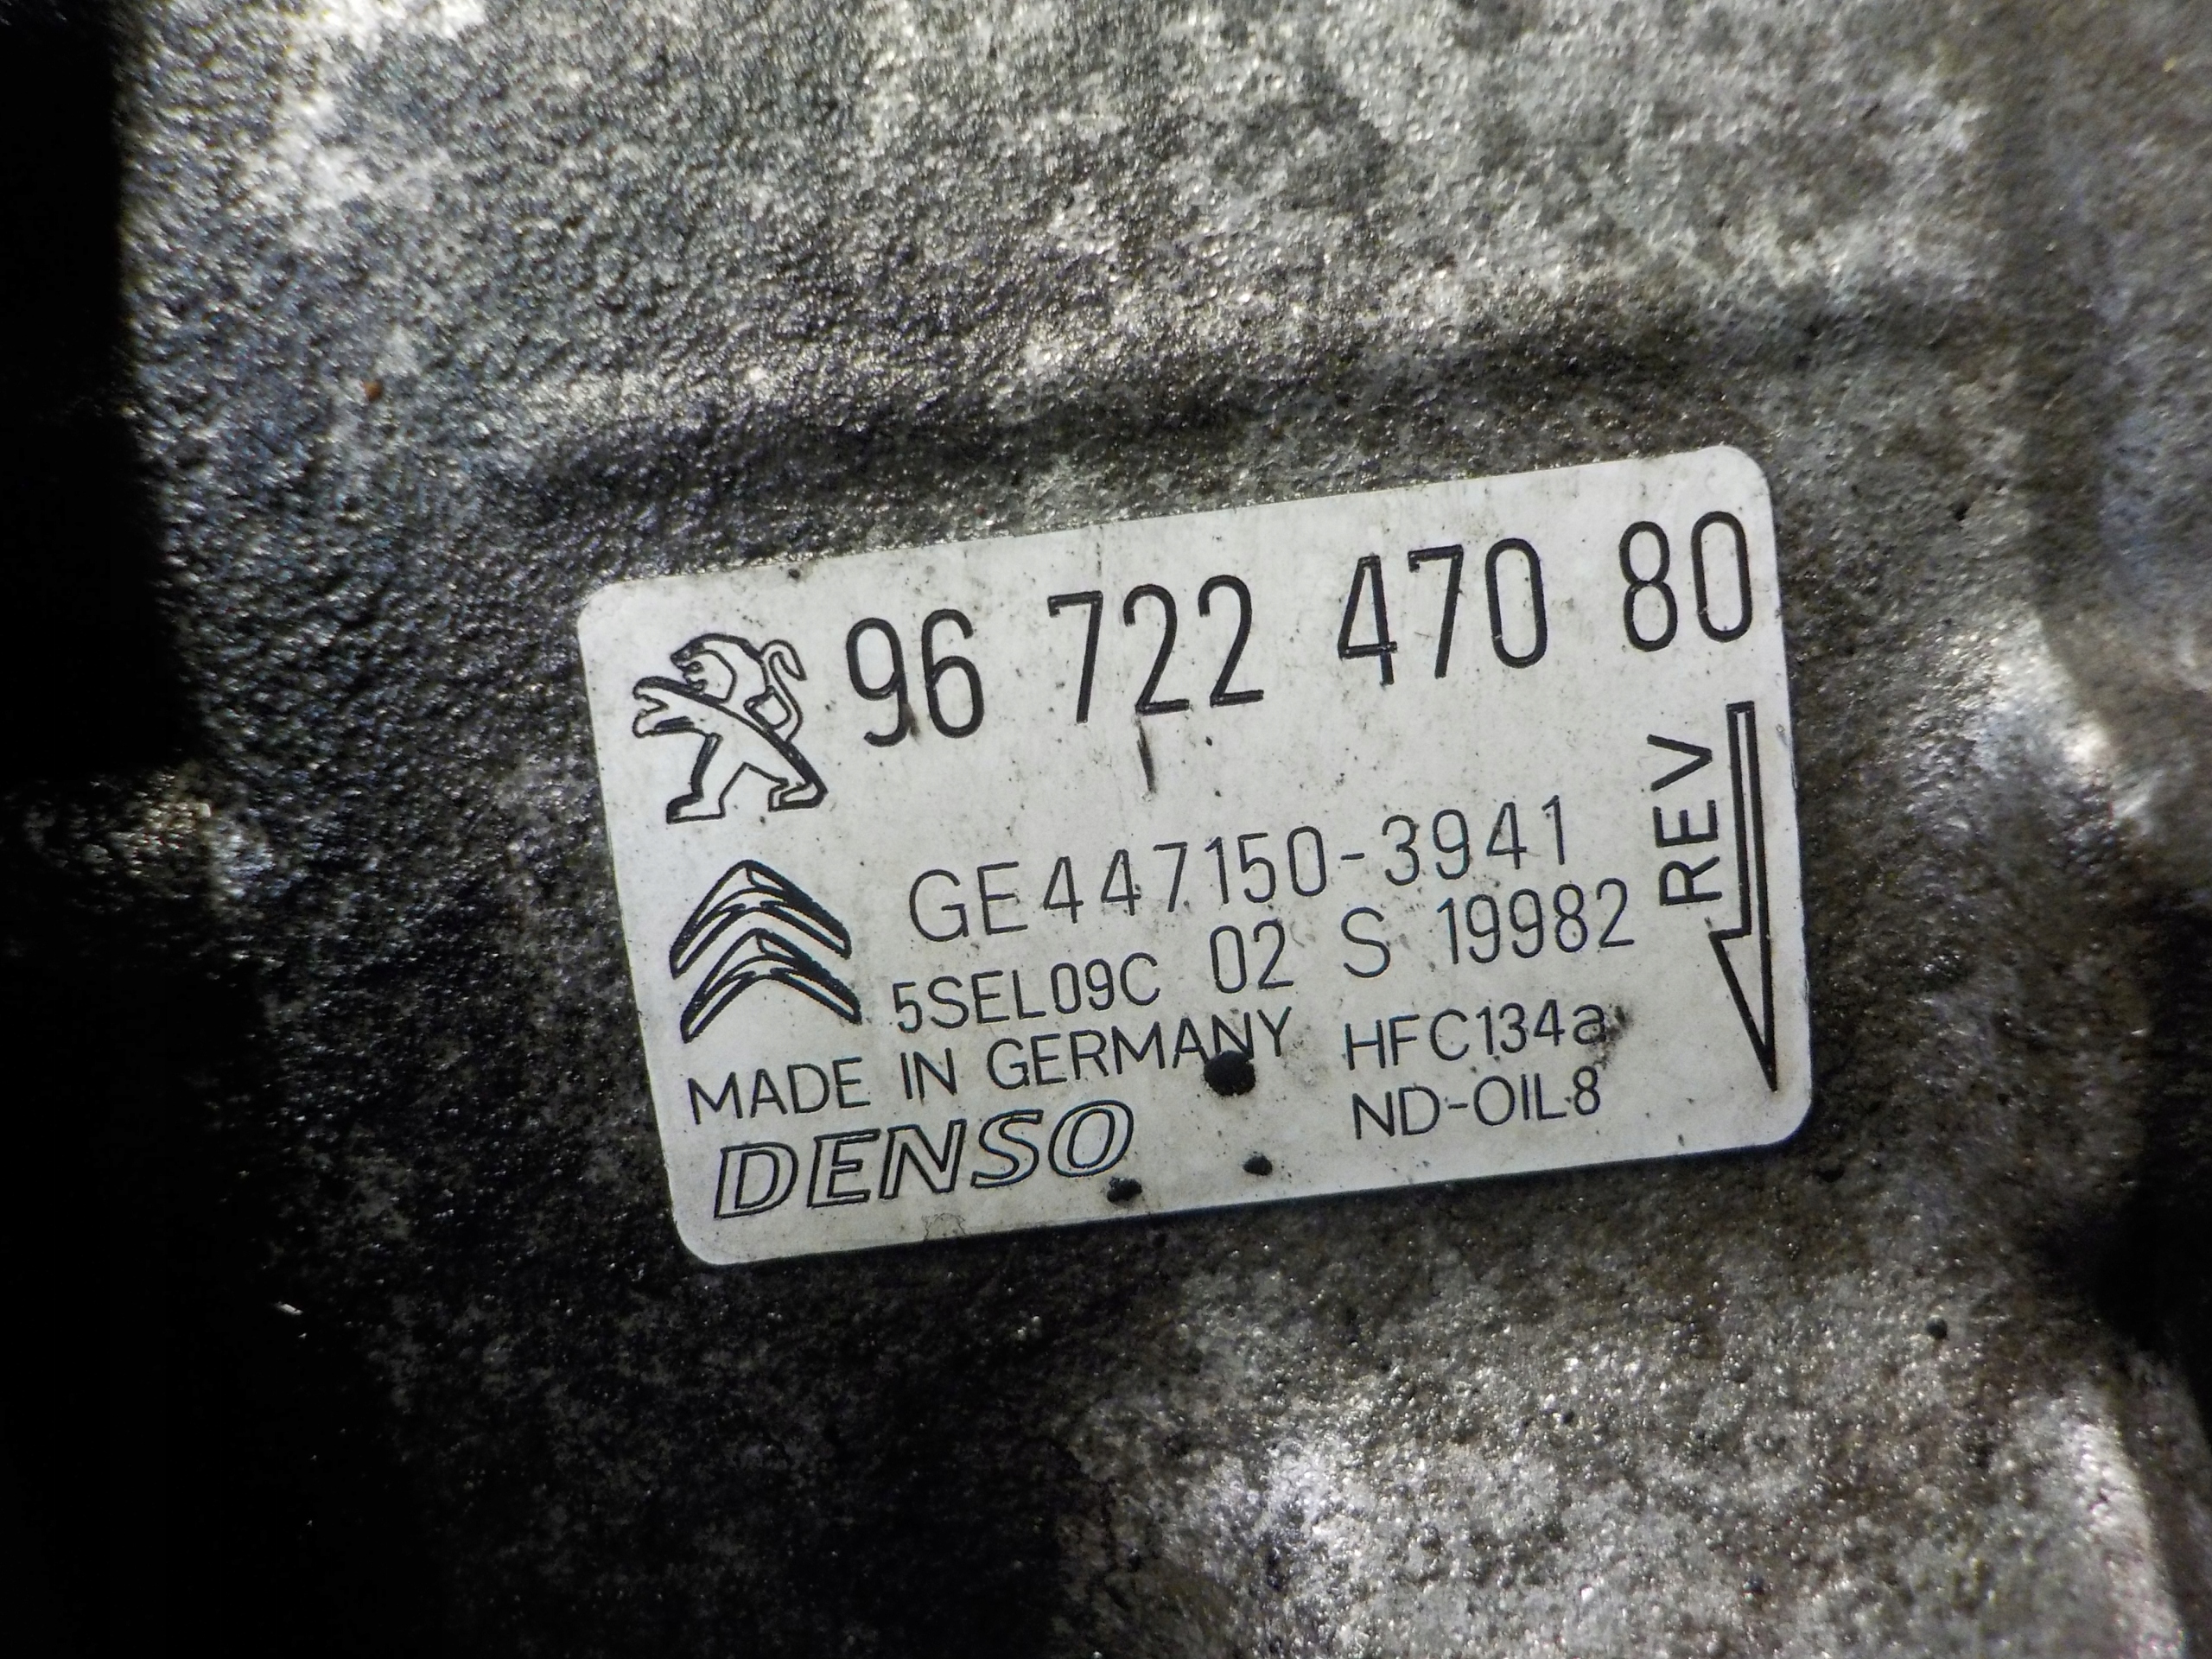 96 722 470 80
REV
GE447150-3941
5SEL09C 02 S 19982
MADE IN GERMANY HFC134a
DENSO ND-OIL8